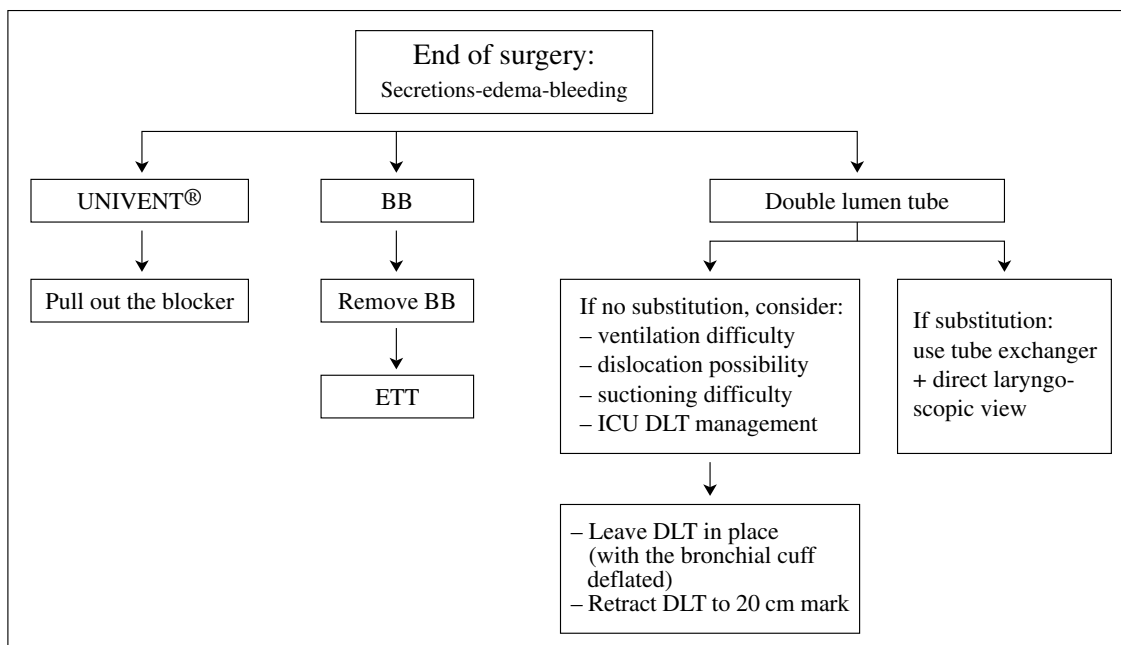 End of surgery:
Secretions-edema-bleeding
UNIVENT®
BB
Double lumen tube
Pull out the blocker
Remove BB
ETT
If no substitution, consider:
– ventilation difficulty
– dislocation possibility
– suctioning difficulty
– ICU DLT management
If substitution:
use tube exchanger
+ direct laryngo-
scopic view
– Leave DLT in place
(with the bronchial cuff
deflated)
– Retract DLT to 20 cm mark